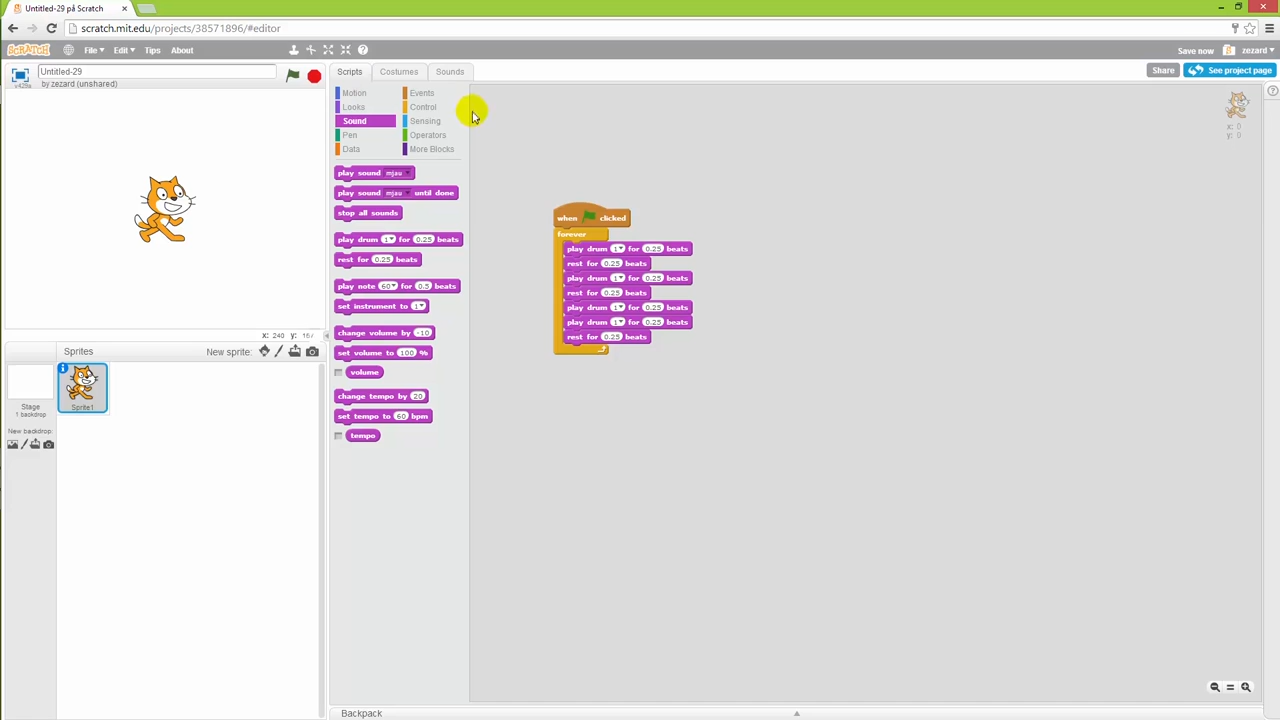 Untitled-29 på Scratch
scratch.mit.edu/projects/38571896/#editor
SCRATCH File Edit Tips About Save now zezard
Untitled-29
by zezard (unshared)
Scripts Costumes Sounds Share See project page
Motion Events
Looks Control
Sound Sensing
Pen Operators
Data More Blocks
play sound mjau
play sound mjau until done
stop all sounds
play drum 1 for 0.25 beats
rest for 0.25 beats
play note 60 for 0.5 beats
set instrument to 1
change volume by -10
set volume to 100 %
volume
change tempo by 20
set tempo to 60 bpm
tempo
when clicked
forever
play drum 1 for 0.25 beats
rest for 0.25 beats
play drum 1 for 0.25 beats
rest for 0.25 beats
play drum 1 for 0.25 beats
play drum 1 for 0.25 beats
rest for 0.25 beats
x: 0
y: 0
x: 240 y: 167
Sprites New sprite:
Sprite1
Stage
1 backdrop
New backdrop:
Backpack